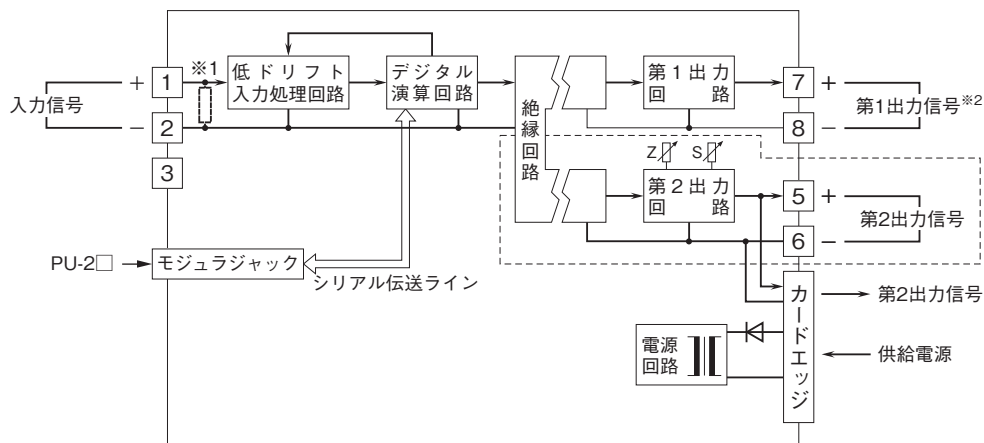 ※1
低ドリフト
入力処理回路
デジタル
演算回路
絶縁回路
第1出力
回 路
+
1
入力信号
−
2
3
7
+
第1出力信号※2
8
−
Z
S
第2出力
回 路
5
+
第2出力信号
6
−
PU-2□
モジュラジャック
シリアル伝送ライン
電源
回路
カードエッジ
第2出力信号
供給電源